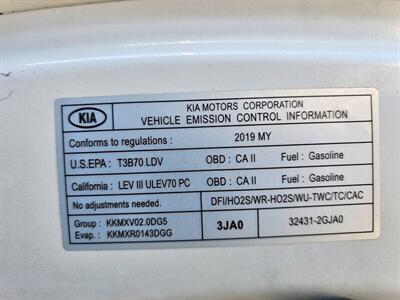 KIA
KIA MOTORS CORPORATION
VEHICLE EMISSION CONTROL INFORMATION
Conforms to regulations : 2019 MY
U.S.EPA : T3B70 LDV OBD : CA II Fuel : Gasoline
California : LEV III ULEV70 PC OBD : CA II Fuel : Gasoline
No adjustments needed. DFI/HO2S/WR-HO2S/WU-TWC/TC/CAC
Group : KKMXV02.0DG5
Evap. : KKMXR0143DGG
3JA0 32431-2GJA0